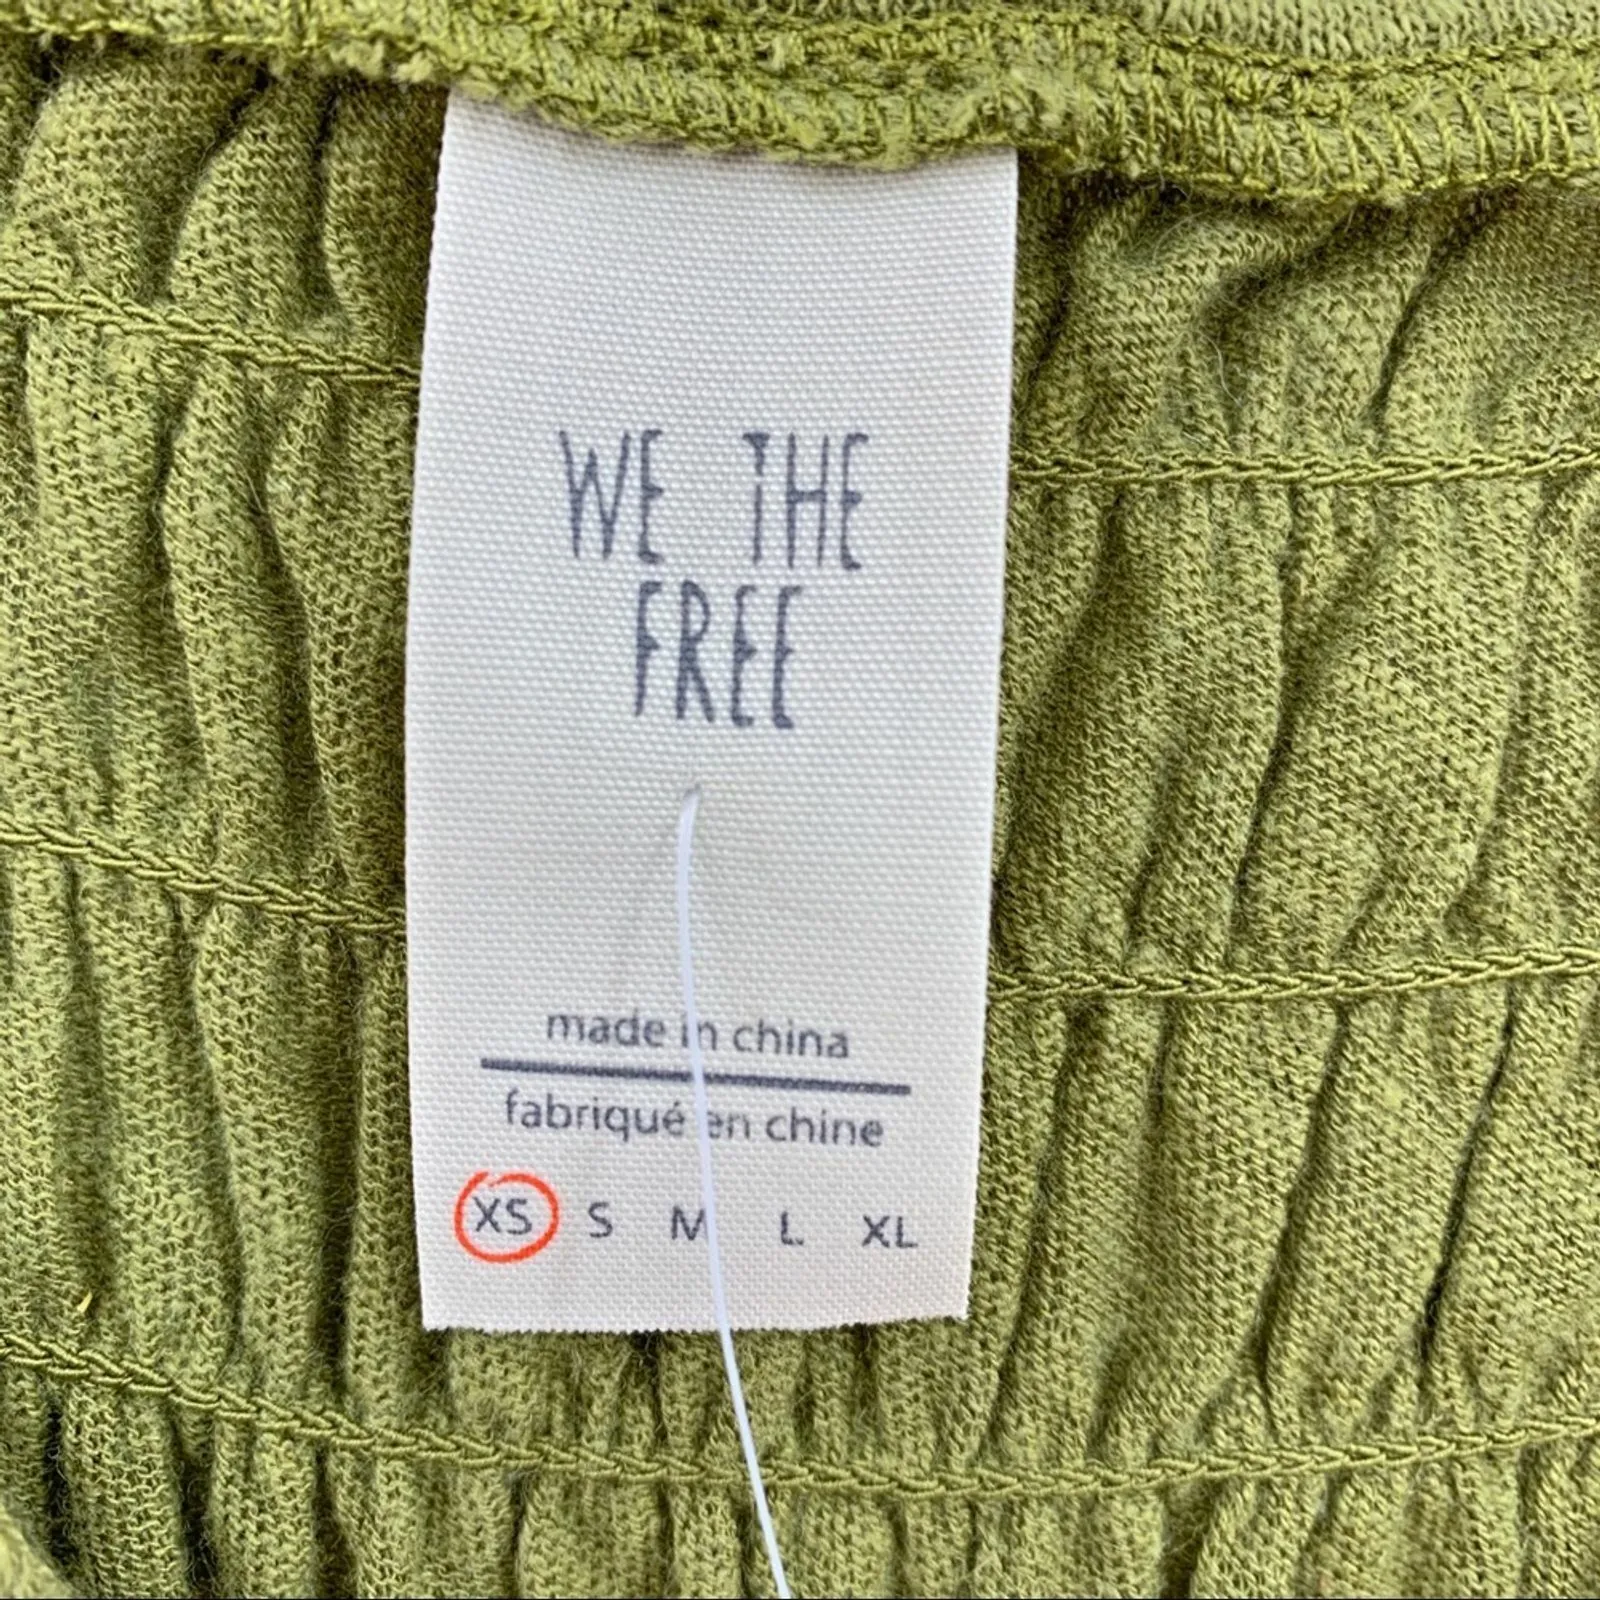 WE THE
FREE
made in china
fabriqué en chine
XS S M L XL